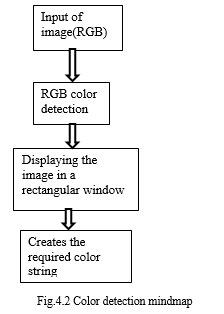 Input of
image(RGB)
RGB color
detection
Displaying the
image in a
rectangular window
Creates the
required color
string
Fig.4.2 Color detection mindmap